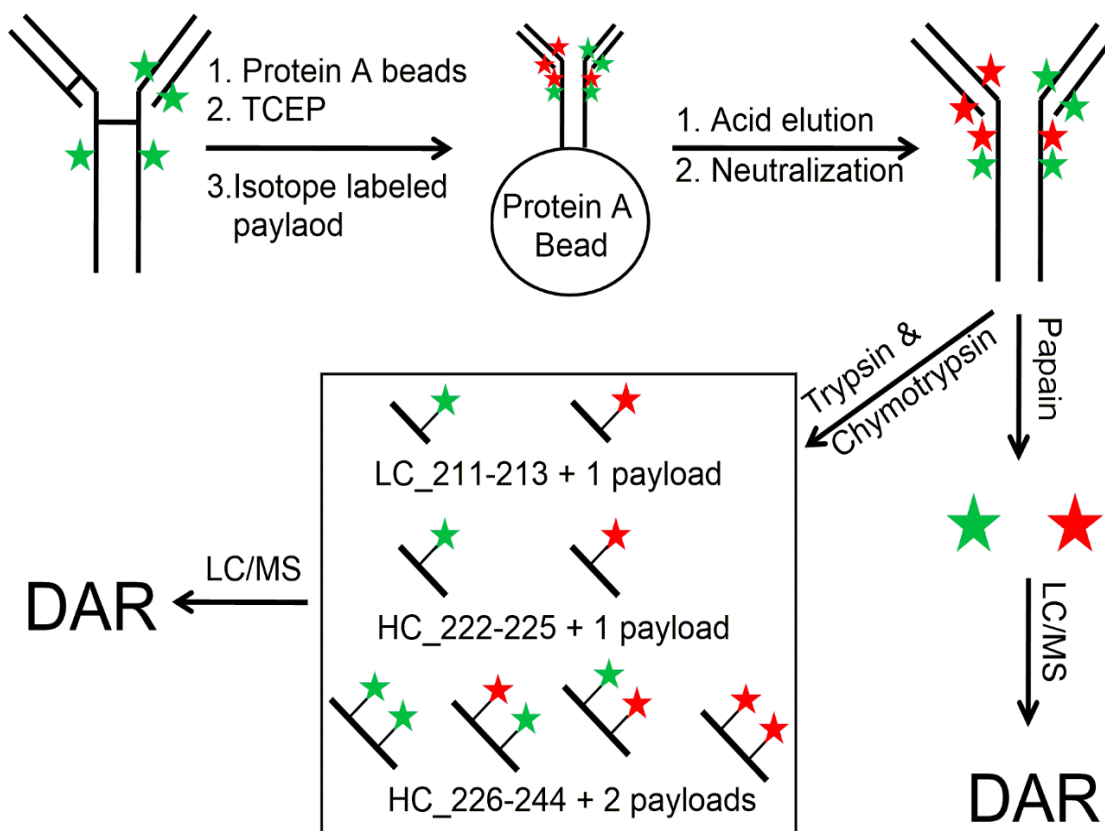 1. Protein A beads
2. TCEP
3.Isotope labeled
paylaod
Protein A
Bead
1. Acid elution
2. Neutralization
Trypsin &
Chymotrypsin
Papain
LC_211-213 + 1 payload
HC_222-225 + 1 payload
HC_226-244 + 2 payloads
LC/MS
DAR
LC/MS
DAR